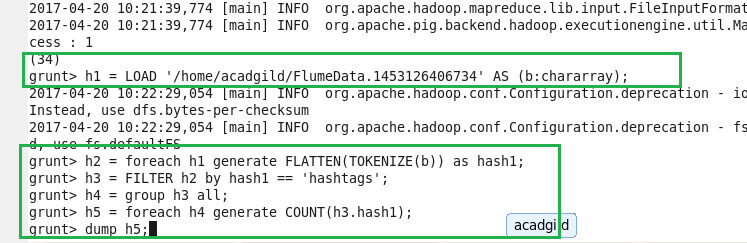 2017-04-20 10:21:39,774 [main] INFO  org.apache.hadoop.mapreduce.lib.input.FileInputFormat
2017-04-20 10:21:39,774 [main] INFO  org.apache.pig.backend.hadoop.executionengine.util.Ma
cess : 1
(34)
grunt> h1 = LOAD '/home/acadgild/FlumeData.1453126406734' AS (b:chararray);
2017-04-20 10:22:29,054 [main] INFO  org.apache.hadoop.conf.Configuration.deprecation - io
Instead, use dfs.bytes-per-checksum
2017-04-20 10:22:29,054 [main] INFO  org.apache.hadoop.conf.Configuration.deprecation - fs
d, use fs.defaultFS
grunt> h2 = foreach h1 generate FLATTEN(TOKENIZE(b)) as hash1;
grunt> h3 = FILTER h2 by hash1 == 'hashtags';
grunt> h4 = group h3 all;
grunt> h5 = foreach h4 generate COUNT(h3.hash1);
grunt> dump h5;
acadgild